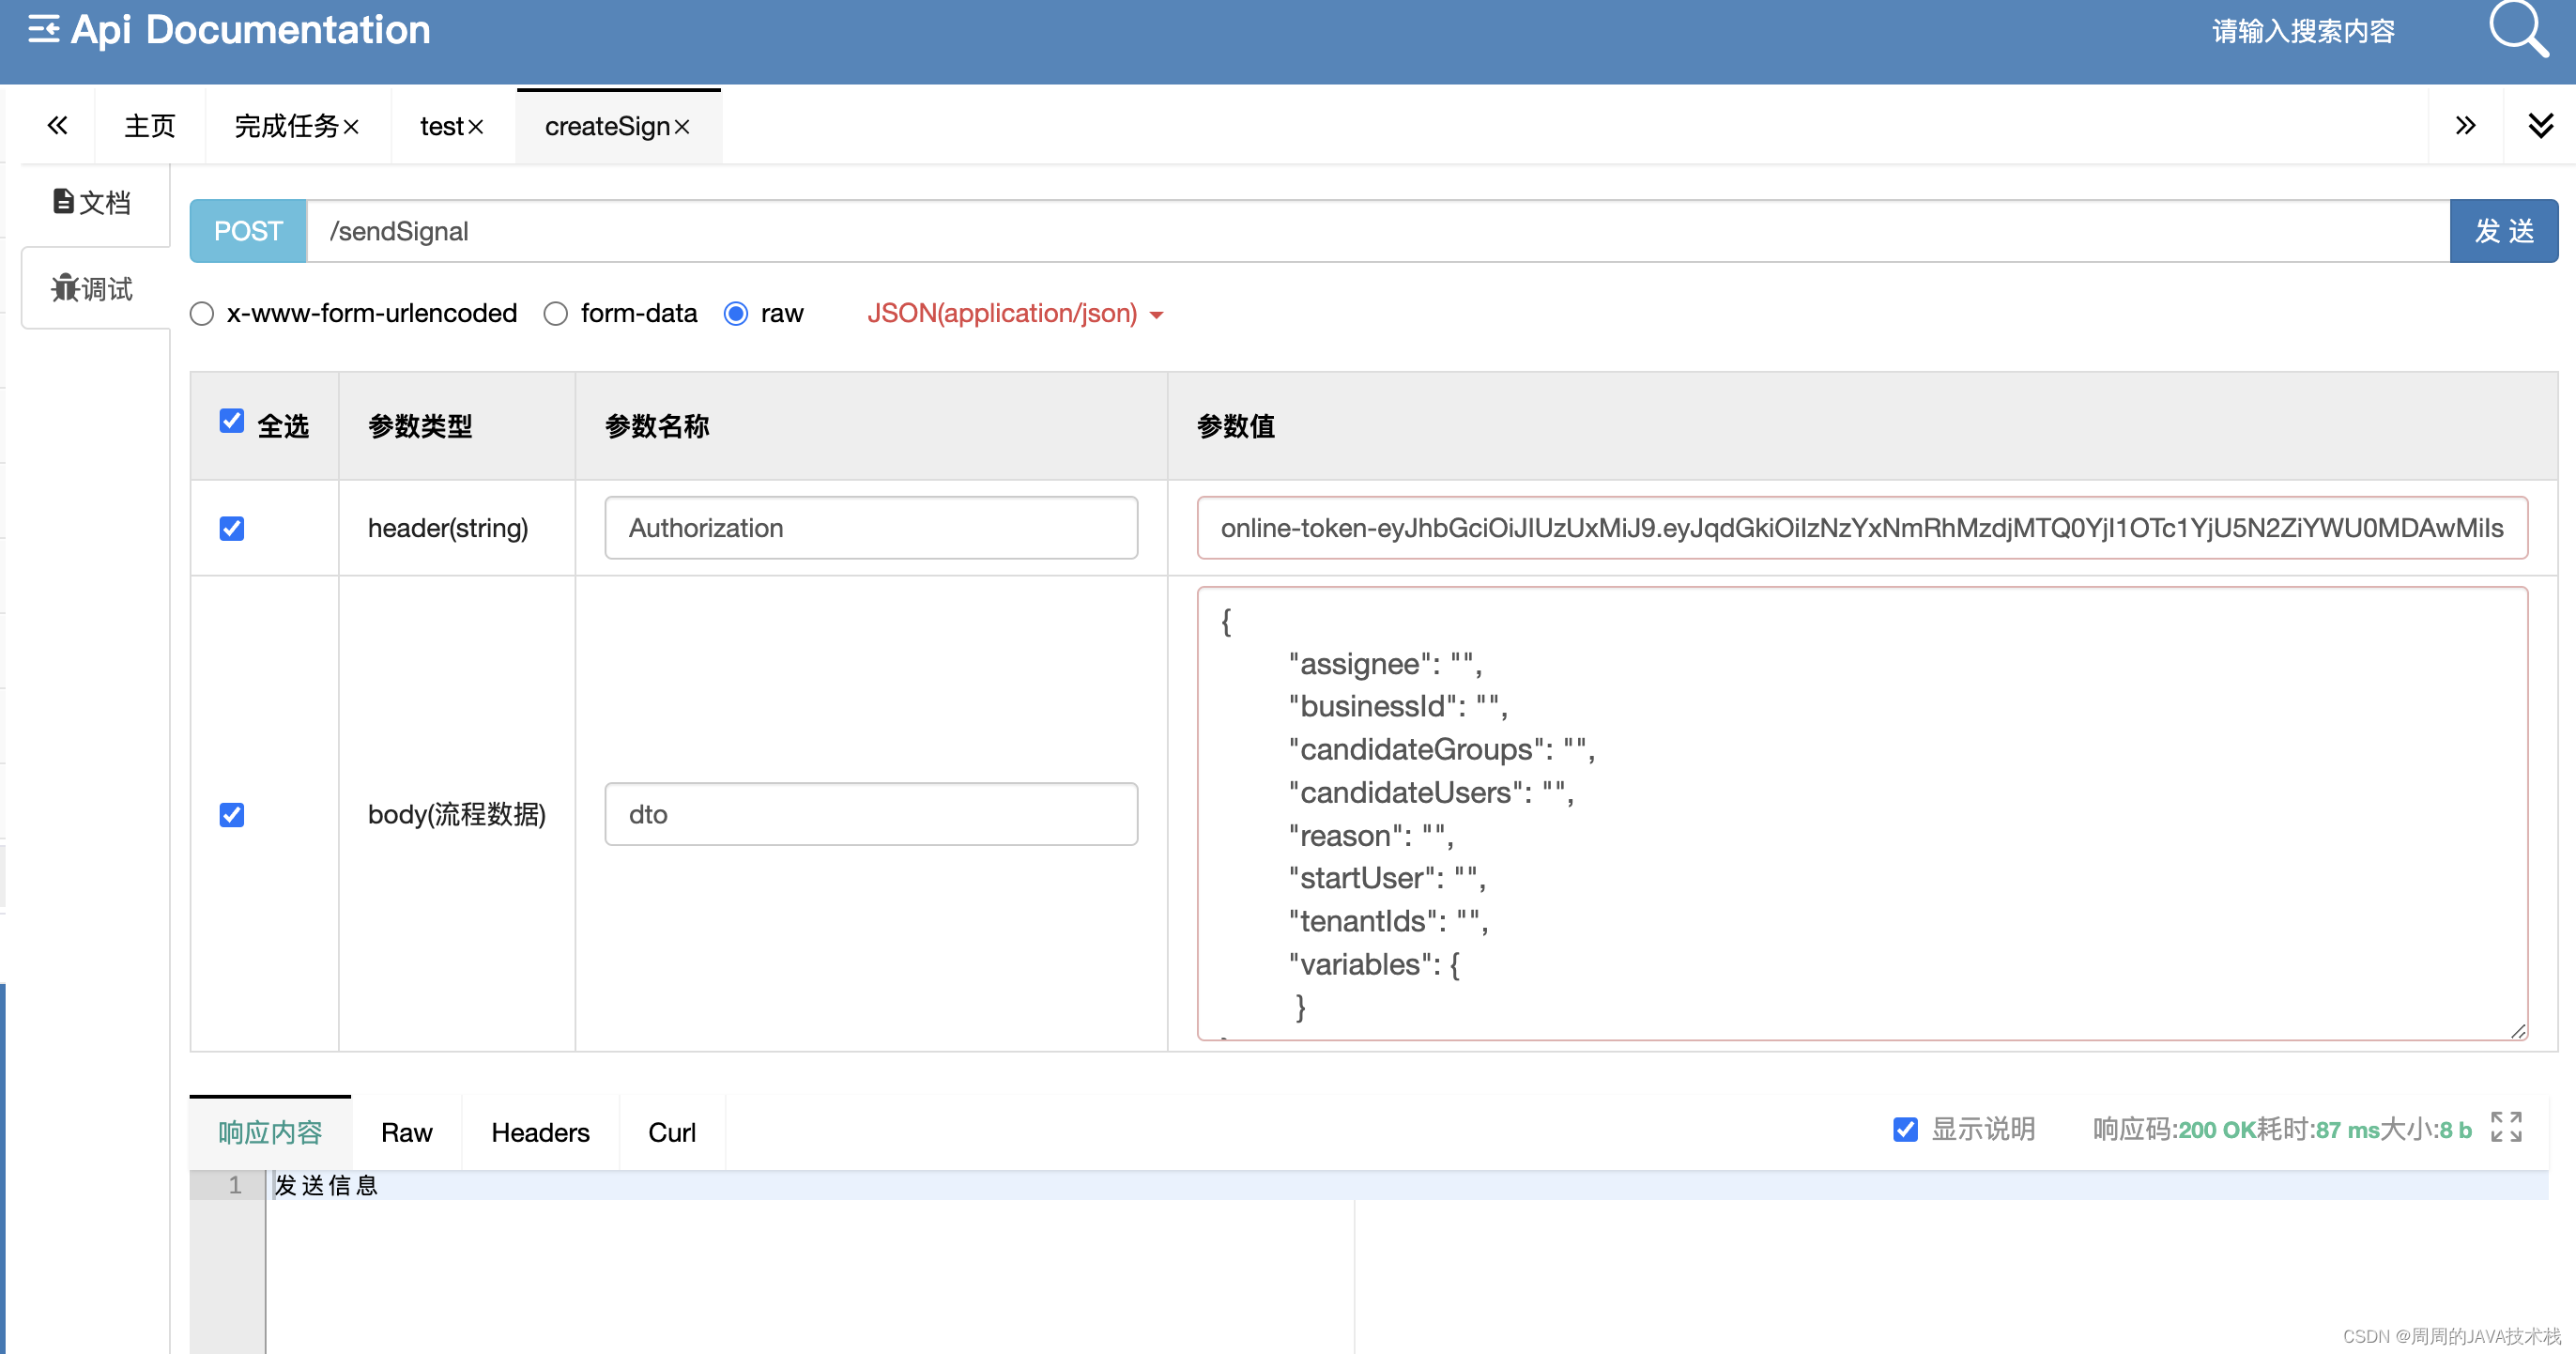 Api Documentation
请输入搜索内容
主页
完成任务×
test×
createSign×
文档
调试
POST
/sendSignal
发 送
x-www-form-urlencoded
form-data
raw
JSON(application/json)
全选
参数类型
参数名称
参数值
header(string)
Authorization
online-token-eyJhbGciOiJIUzUxMiJ9.eyJqdGkiOiIzNzYxNmRhMzdjMTQ0YjI1OTc1YjU5N2ZiYWU0MDAwMiIs
body(流程数据)
dto
{
"assignee": "",
"businessId": "",
"candidateGroups": "",
"candidateUsers": "",
"reason": "",
"startUser": "",
"tenantIds": "",
"variables": {
}
响应内容
Raw
Headers
Curl
显示说明
响应码:200 OK耗时:87 ms大小:8 b
1
发送信息
CSDN @周周的JAVA技术栈